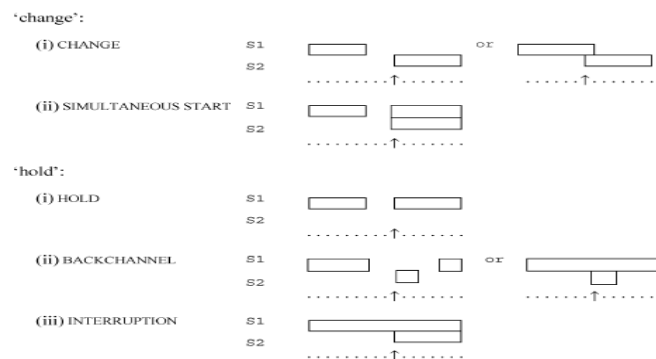 ‘change’:
(i) CHANGE S1 or
S2
(ii) SIMULTANEOUS START S1
S2
‘hold’:
(i) HOLD S1
S2
(ii) BACKCHANNEL S1 or
S2
(iii) INTERRUPTION S1
S2